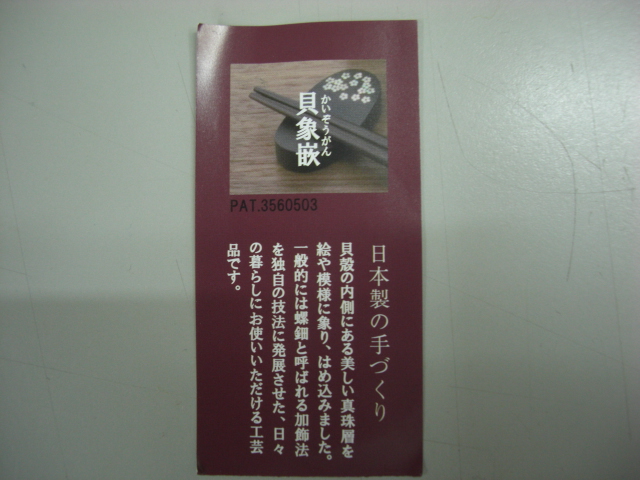 貝象嵌
かいぞうがん
PAT.3560503
日本製の手づくり
貝殻の内側にある美しい真珠層を
絵や模様に象り、はめ込みました。
一般的には螺鈿と呼ばれる加飾法
を独自の技法に発展させた、日々
の暮らしにお使いいただける工芸
品です。